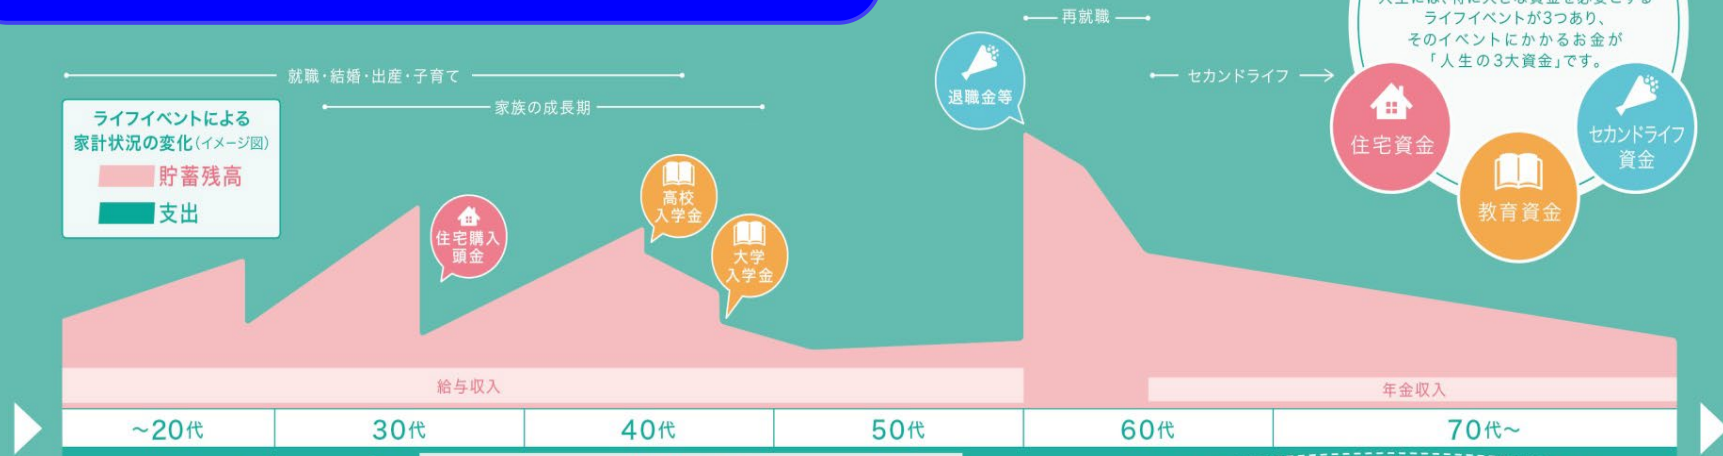 再就職
ライフイベントが3つあり、
そのイベントにかかるお金が
「人生の3大資金」です。
就職・結婚・出産・子育て
セカンドライフ
家族の成長期
退職金等
ライフイベントによる
家計状況の変化(イメージ図)
貯蓄残高
支出
住宅資金
セカンドライフ
資金
教育資金
高校
入学金
住宅購入
頭金
大学
入学金
給与収入
年金収入
~20代
30代
40代
50代
60代
70代~